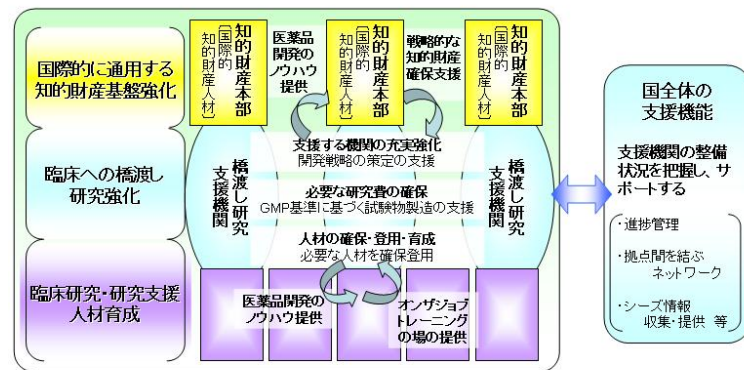 国際的に通用する
知的財産基盤強化
知的財産本部
〔国際的
知的財産人材〕
医薬品
開発の
ノウハウ
提供
知的財産本部
〔国際的
知的財産人材〕
戦略的な
知的財産
確保支援
知的財産本部
〔国際的
知的財産人材〕
臨床への橋渡し
研究強化
橋渡し研究
支援機関
支援する機関の充実強化
開発戦略の策定の支援
必要な研究費の確保
GMP基準に基づく試験物製造の支援
人材の確保・登用・育成
必要な人材を確保登用
橋渡し研究
支援機関
臨床研究・研究支援
人材育成
医薬品開発の
ノウハウ提供
オンザジョブ
トレーニング
の場の提供
国全体の
支援機能
支援機関の整備
状況を把握し、サ
ポートする
・進捗管理
・拠点間を結ぶ
ネットワーク
・シーズ情報
収集・提供 等